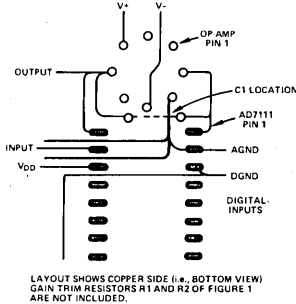 V+ V-
OP-AMP
PIN 1
OUTPUT
C1 LOCATION
AD7111
PIN 1
INPUT
AGND
VDD
DGND
DIGITAL-
INPUTS
LAYOUT SHOWS COPPER SIDE (i.e., BOTTOM VIEW)
GAIN TRIM RESISTORS R1 AND R2 OF FIGURE 1
ARE NOT INCLUDED.